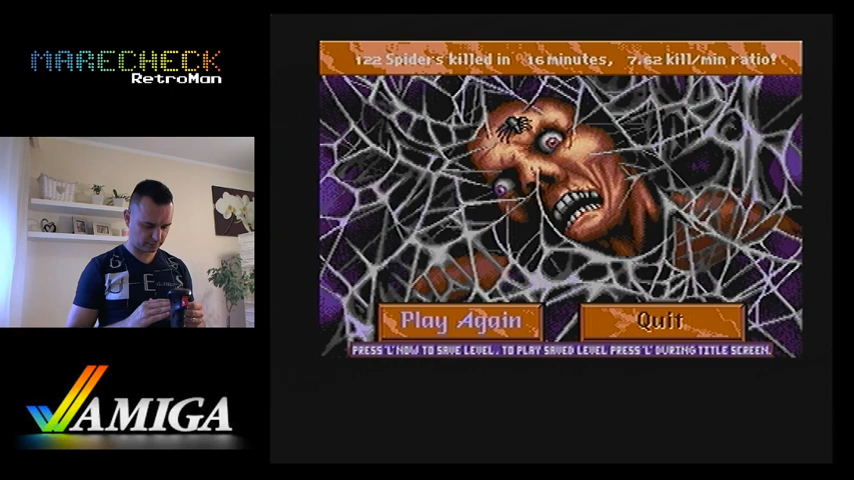 MARECHECK
RetroMan
122 Spiders killed in 16 minutes, 7.62 kill/min ratio!
Play Again
Quit
PRESS 'L' NOW TO SAVE LEVEL, TO PLAY SAVED LEVEL PRESS 'L' DURING TITLE SCREEN.
AMIGA